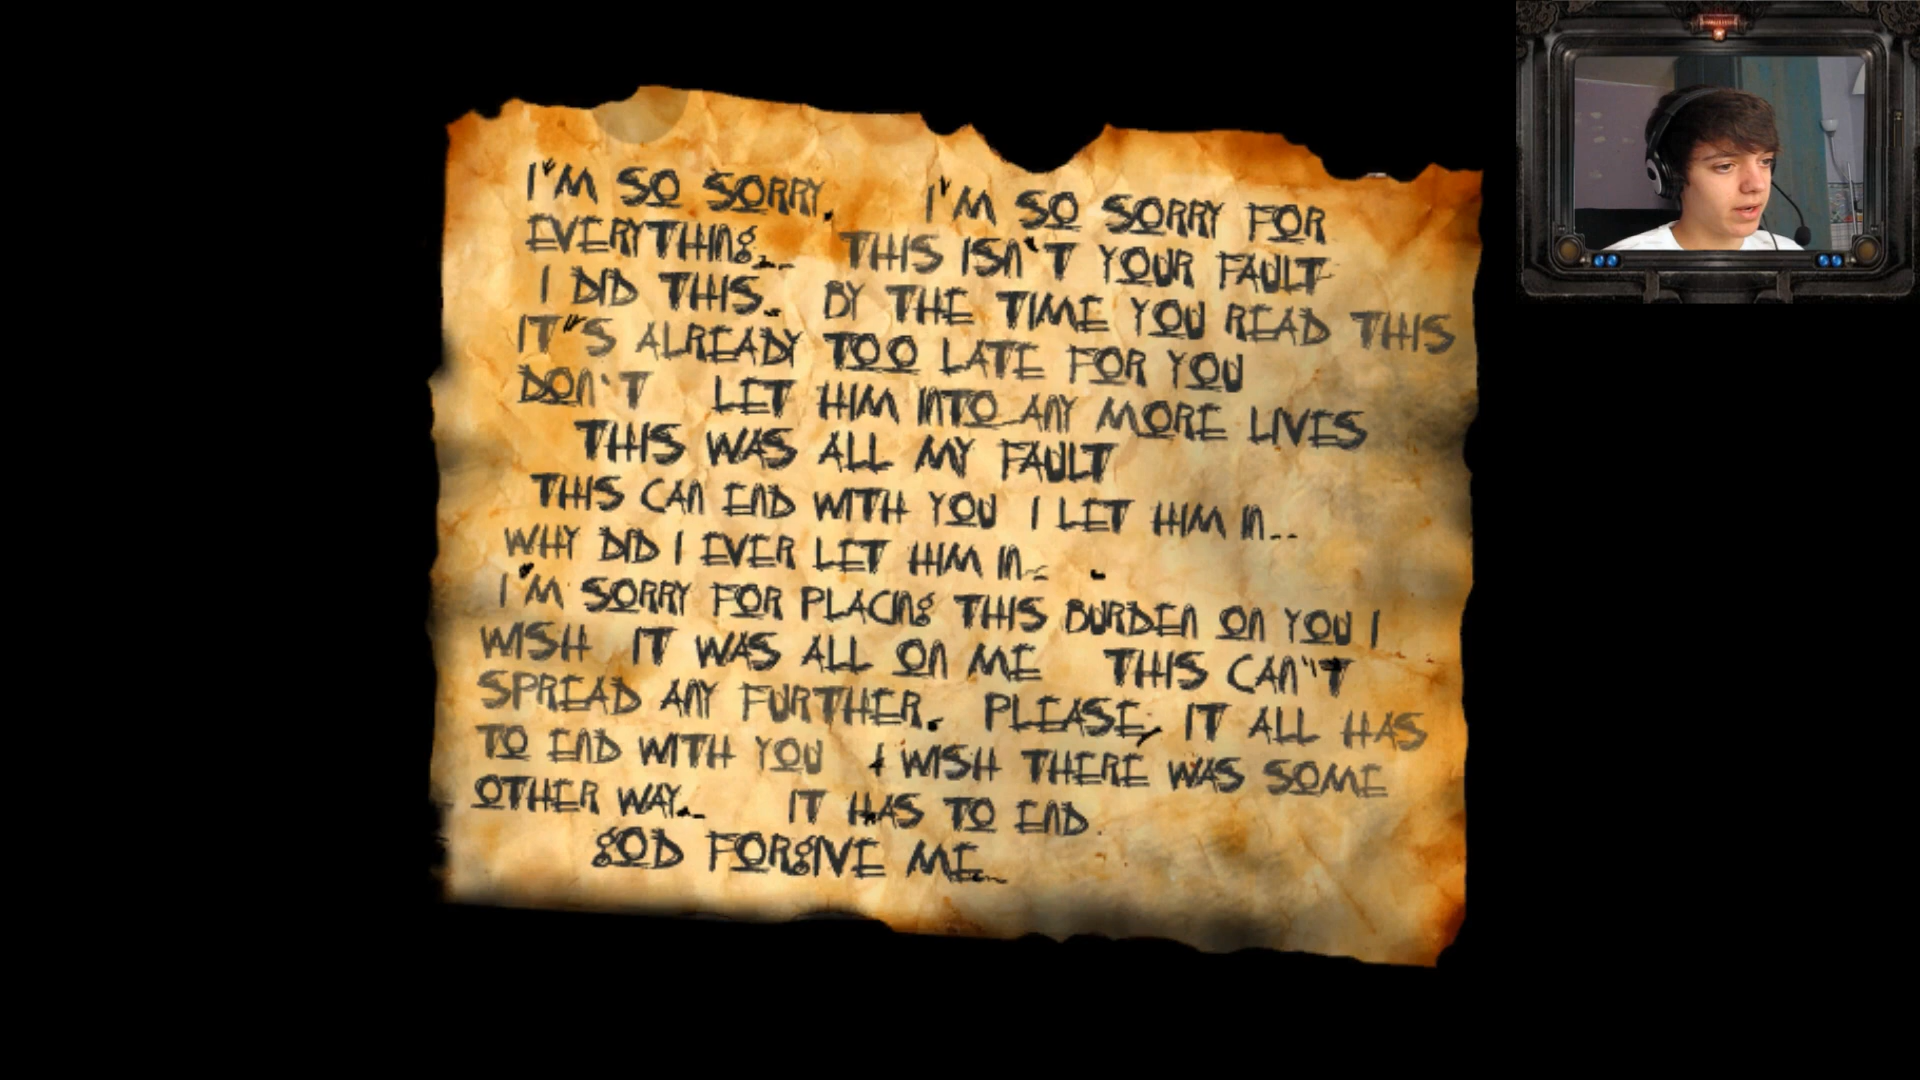 I'M SO SORRY. I'M SO SORRY FOR
EVERYTHING... THIS ISN'T YOUR FAULT
I DID THIS.. BY THE TIME YOU READ THIS
IT"S ALREADY TOO LATE FOR YOU
DON'T LET HIM INTO ANY MORE LIVES
THIS WAS ALL MY FAULT
THIS CAN END WITH YOU I LET HIM IN...
WHY DID I EVER LET HIM IN..
I'M SORRY FOR PLACING THIS BURDEN ON YOU I
WISH IT WAS ALL ON ME THIS CAN'T
SPREAD ANY FURTHER. PLEASE, IT ALL HAS
TO END WITH YOU I WISH THERE WAS SOME
OTHER WAY... IT HAS TO END.
GOD FORGIVE ME...